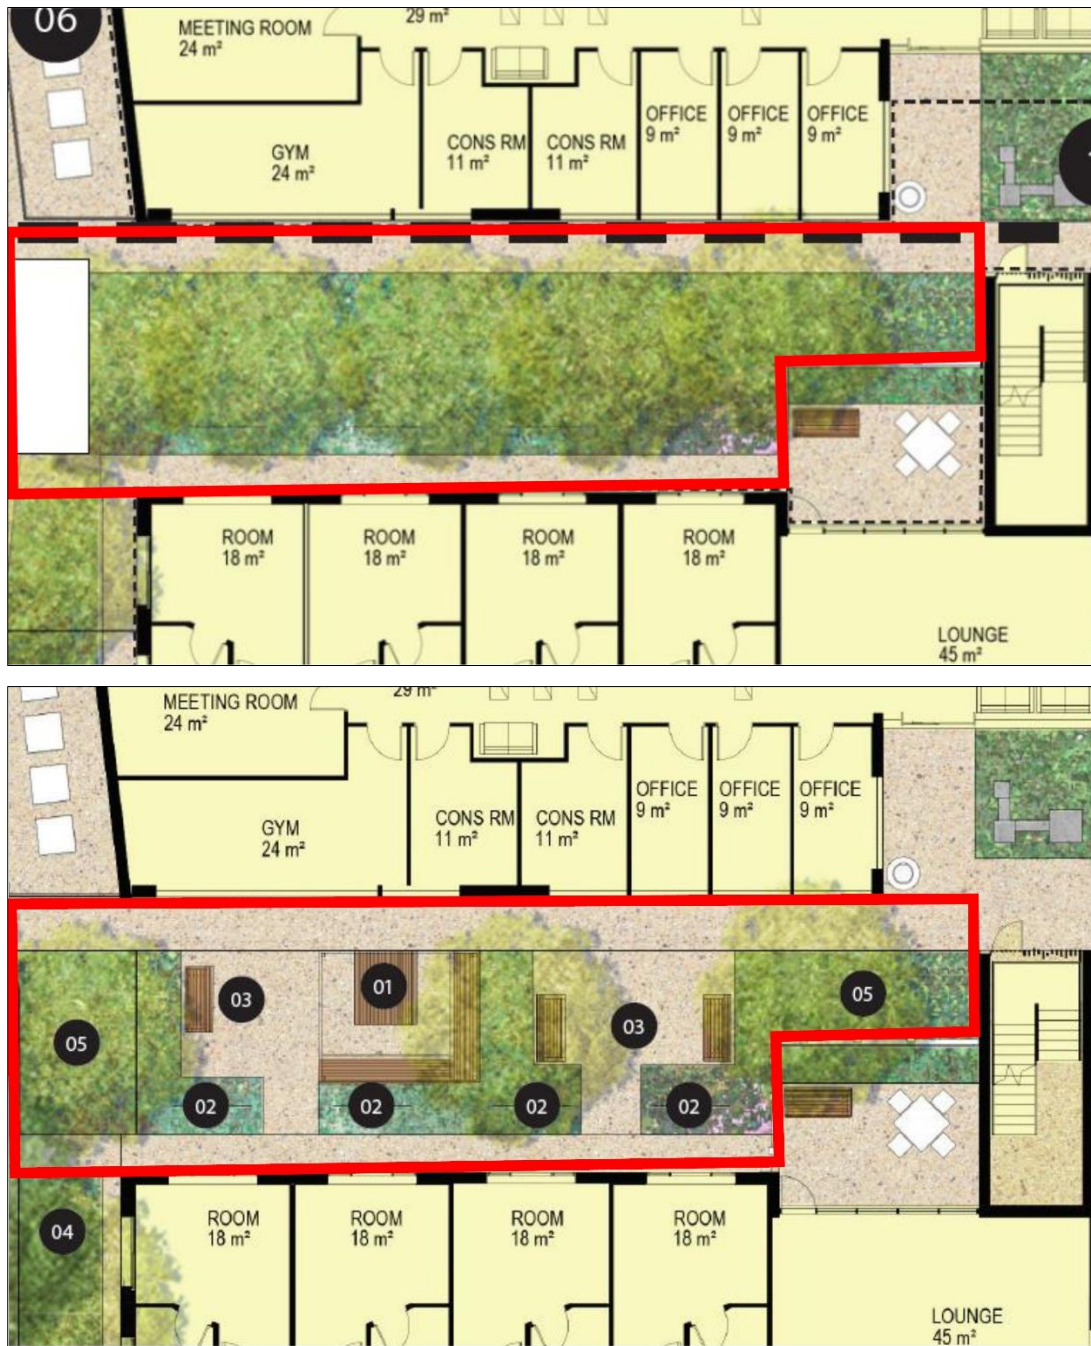 06
29 m²
MEETING ROOM
24 m²
GYM
24 m²
CONS RM
11 m²
CONS RM
11 m²
OFFICE
9 m²
OFFICE
9 m²
OFFICE
9 m²
ROOM
18 m²
ROOM
18 m²
ROOM
18 m²
ROOM
18 m²
LOUNGE
45 m²
29 m²
MEETING ROOM
24 m²
GYM
24 m²
CONS RM
11 m²
CONS RM
11 m²
OFFICE
9 m²
OFFICE
9 m²
OFFICE
9 m²
03
01
03
05
05
02
02
02
02
04
ROOM
18 m²
ROOM
18 m²
ROOM
18 m²
ROOM
18 m²
LOUNGE
45 m²